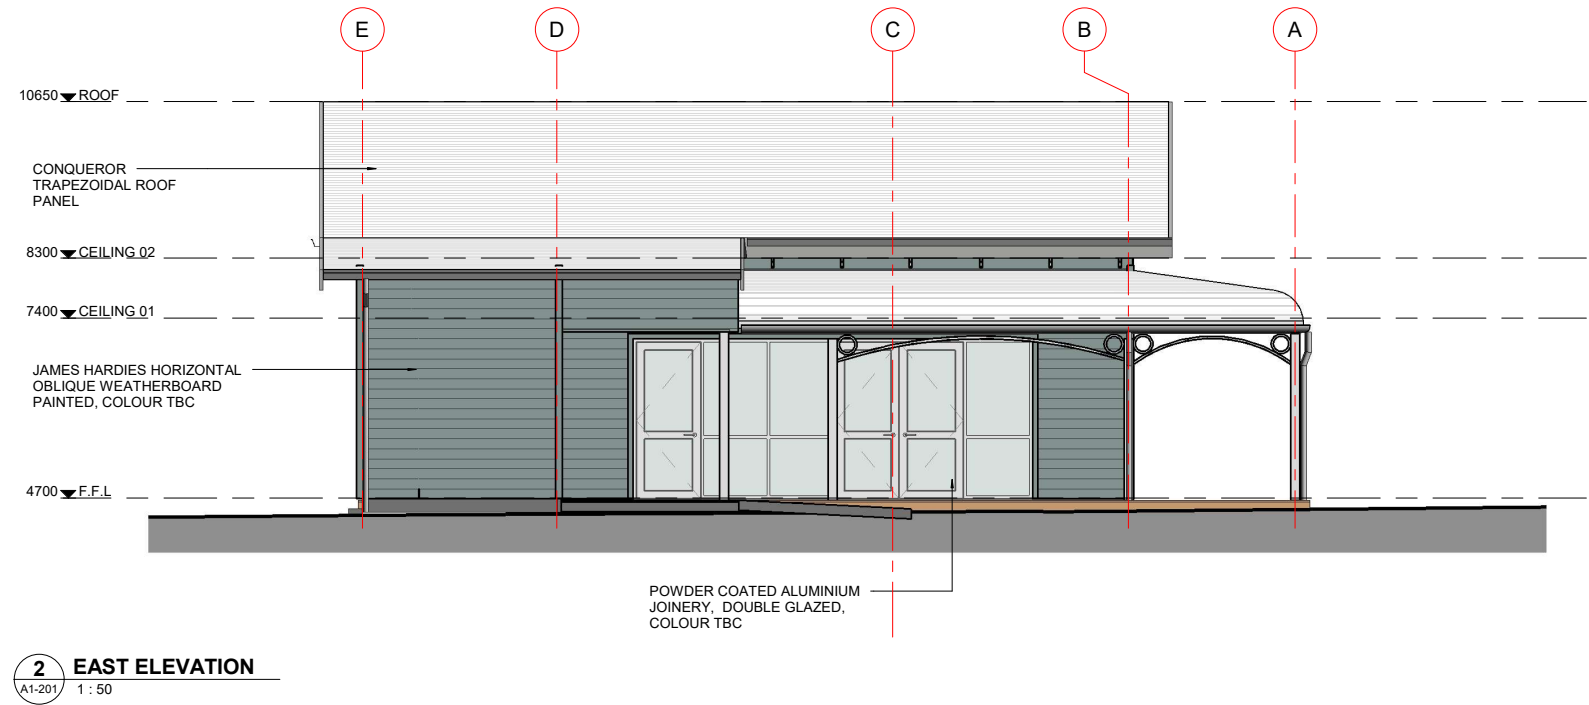 E D C B A
10650 ROOF
CONQUEROR
TRAPEZOIDAL ROOF
PANEL
8300 CEILING 02
7400 CEILING 01
JAMES HARDIES HORIZONTAL
OBLIQUE WEATHERBOARD
PAINTED, COLOUR TBC
4700 F.F.L
POWDER COATED ALUMINIUM
JOINERY, DOUBLE GLAZED,
COLOUR TBC
2 EAST ELEVATION
A1-201 1 : 50